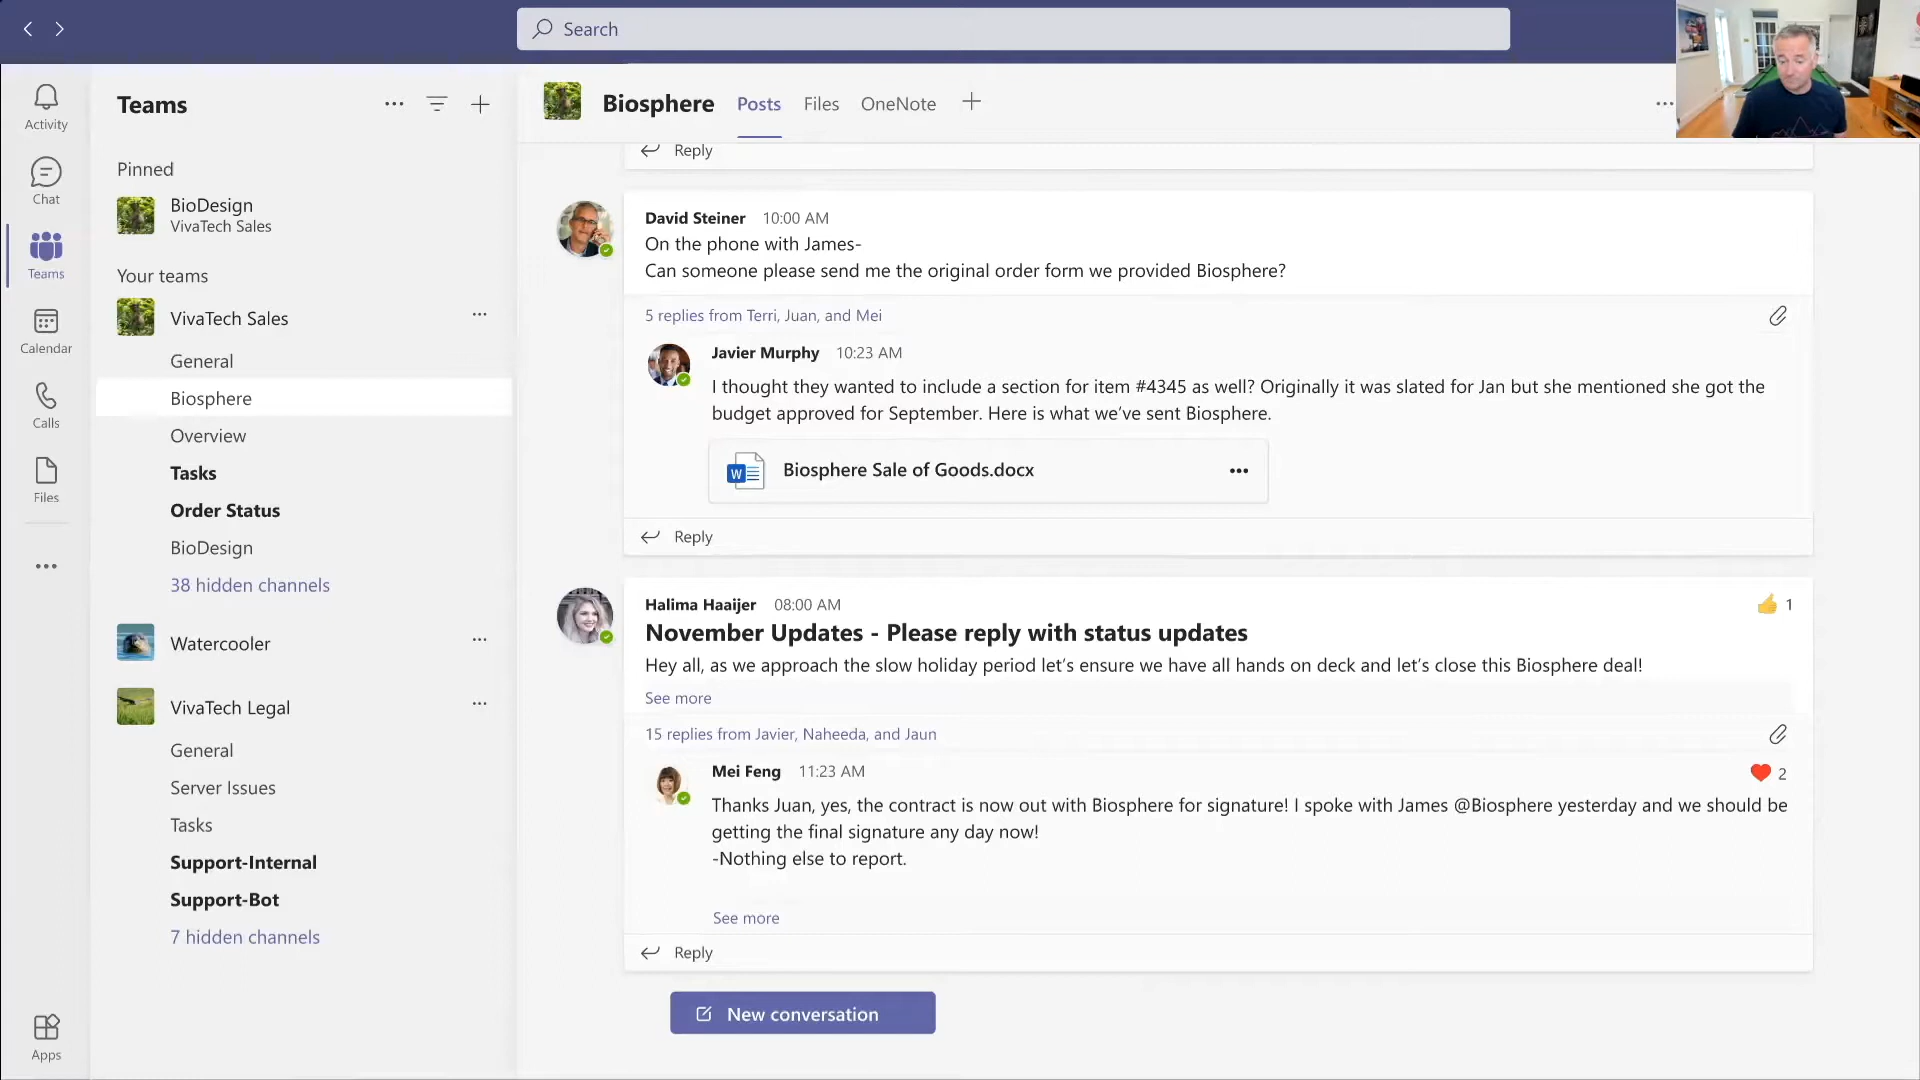 Search
Activity
Chat
Teams
Calendar
Calls
Files
Apps
Teams
Pinned
BioDesign
VivaTech Sales
Your teams
VivaTech Sales
General
Biosphere
Overview
Tasks
Order Status
BioDesign
38 hidden channels
Watercooler
VivaTech Legal
General
Server Issues
Tasks
Support-Internal
Support-Bot
7 hidden channels
Biosphere Posts Files OneNote
Reply
David Steiner 10:00 AM
On the phone with James-
Can someone please send me the original order form we provided Biosphere?
5 replies from Terri, Juan, and Mei
Javier Murphy 10:23 AM
I thought they wanted to include a section for item #4345 as well? Originally it was slated for Jan but she mentioned she got the
budget approved for September. Here is what we’ve sent Biosphere.
W Biosphere Sale of Goods.docx
Reply
Halima Haaijer 08:00 AM 1
November Updates - Please reply with status updates
Hey all, as we approach the slow holiday period let’s ensure we have all hands on deck and let’s close this Biosphere deal!
See more
15 replies from Javier, Naheeda, and Jaun
Mei Feng 11:23 AM 2
Thanks Juan, yes, the contract is now out with Biosphere for signature! I spoke with James @Biosphere yesterday and we should be
getting the final signature any day now!
-Nothing else to report.
See more
Reply
New conversation